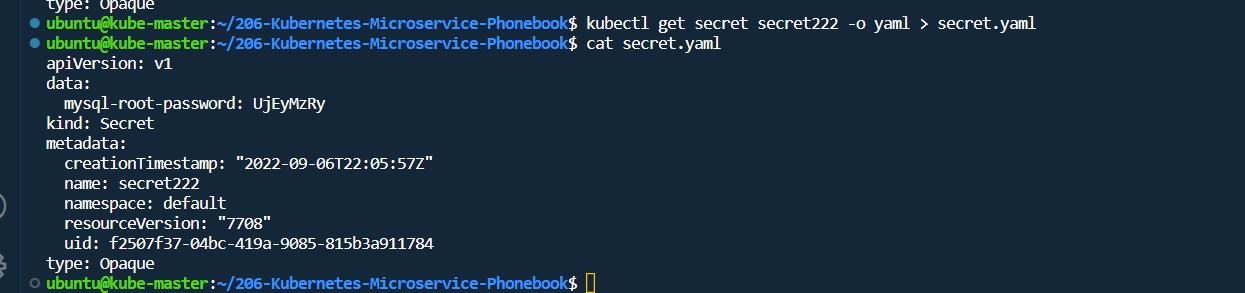 type: Opaque
ubuntu@kube-master:~/206-Kubernetes-Microservice-Phonebook$ kubectl get secret secret222 -o yaml > secret.yaml
ubuntu@kube-master:~/206-Kubernetes-Microservice-Phonebook$ cat secret.yaml
apiVersion: v1
data:
  mysql-root-password: UjEyMzRy
kind: Secret
metadata:
  creationTimestamp: "2022-09-06T22:05:57Z"
  name: secret222
  namespace: default
  resourceVersion: "7708"
  uid: f2507f37-04bc-419a-9085-815b3a911784
type: Opaque
ubuntu@kube-master:~/206-Kubernetes-Microservice-Phonebook$